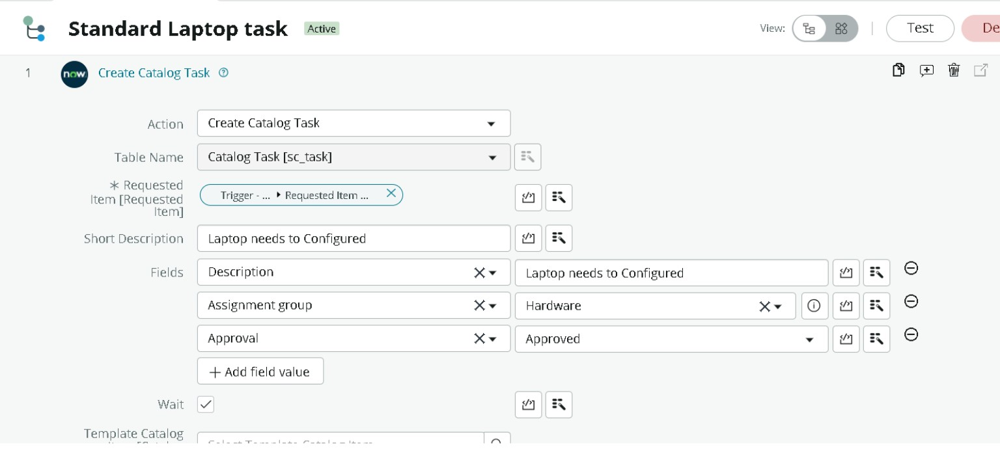 Standard Laptop task Active View: Test De
1 now Create Catalog Task
Action Create Catalog Task
Table Name Catalog Task [sc_task]
* Requested
Item [Requested
Item]
Trigger - ... Requested Item ...
Short Description Laptop needs to Configured
Fields Description Laptop needs to Configured
Assignment group Hardware
Approval Approved
+ Add field value
Wait
Template Catalog
Select Template Catalog Item